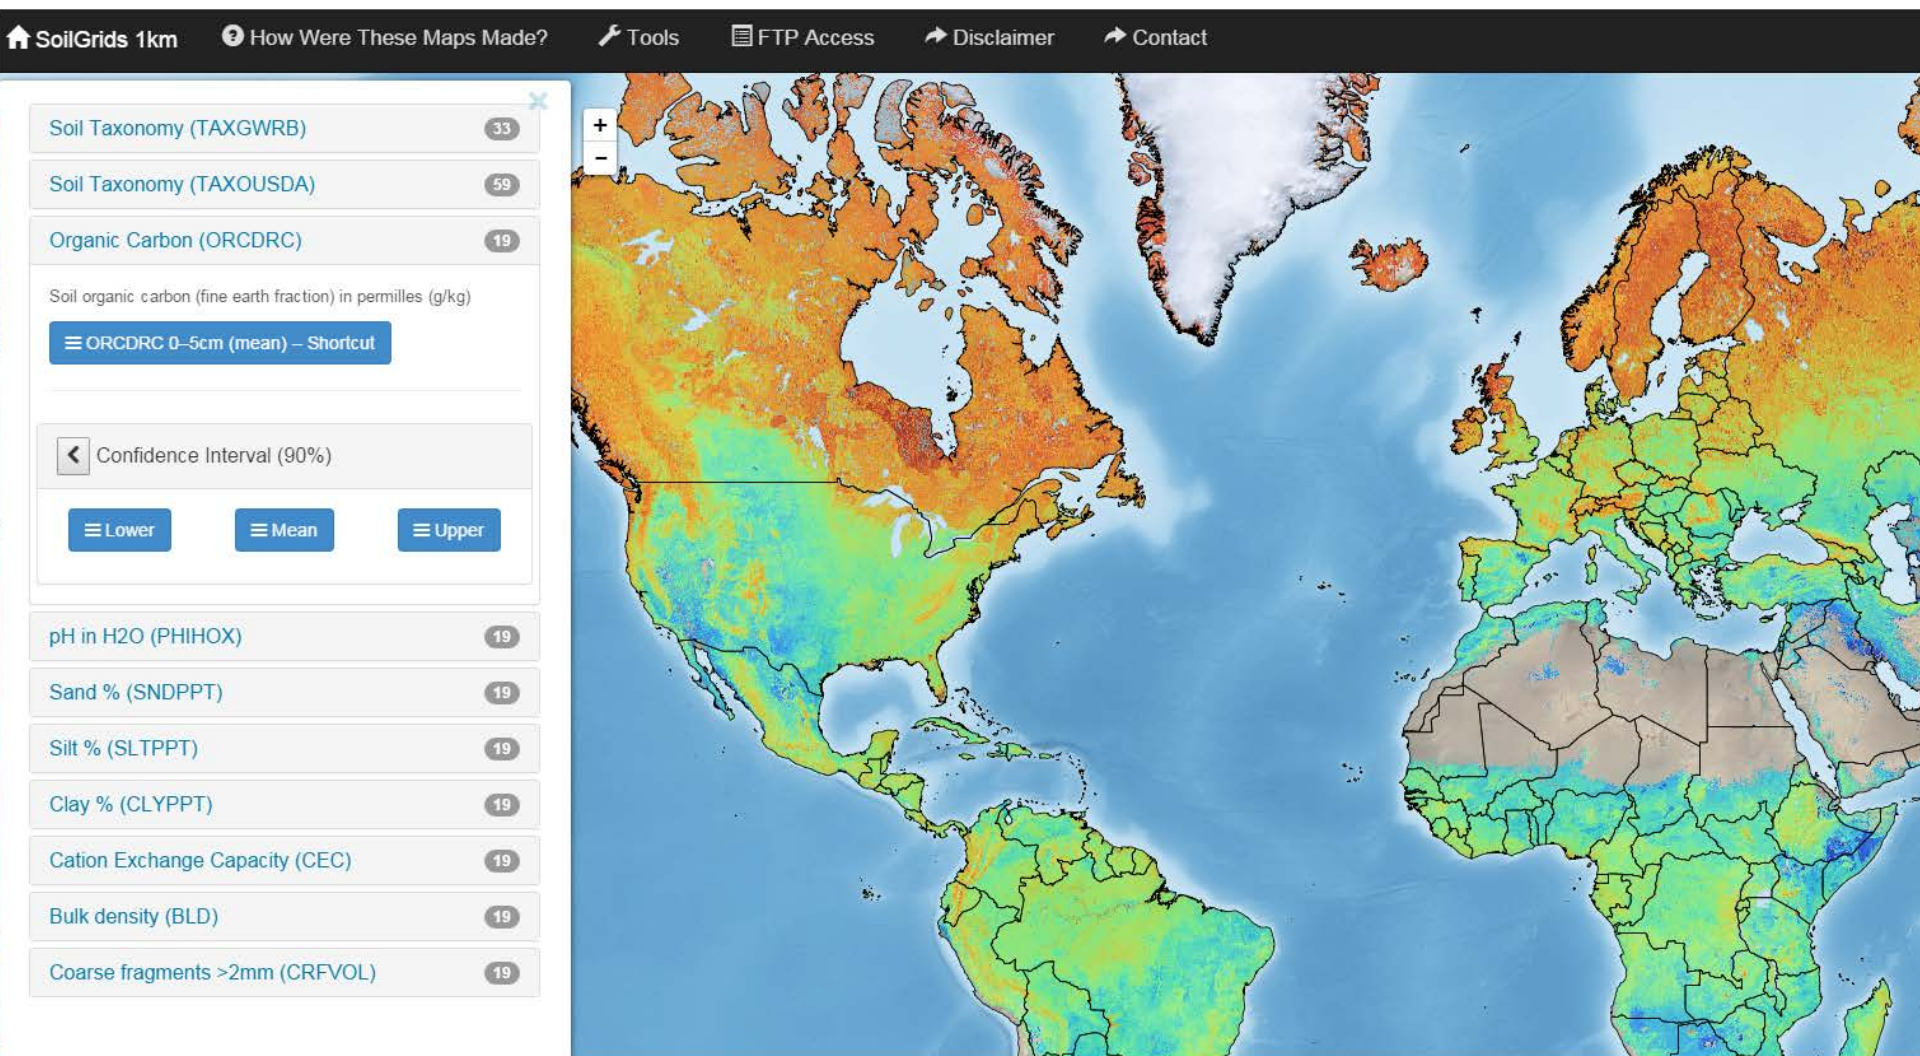 SoilGrids 1km How Were These Maps Made? Tools FTP Access Disclaimer Contact
Soil Taxonomy (TAXGWRB) 33
Soil Taxonomy (TAXOUSDA) 59
Organic Carbon (ORCDRC) 19
Soil organic carbon (fine earth fraction) in permilles (g/kg)
ORCDRC 0–5cm (mean) – Shortcut
Confidence Interval (90%)
Lower Mean Upper
pH in H2O (PHIHOX) 19
Sand % (SNDPPT) 19
Silt % (SLTPPT) 19
Clay % (CLYPPT) 19
Cation Exchange Capacity (CEC) 19
Bulk density (BLD) 19
Coarse fragments >2mm (CRFVOL) 19
+
-